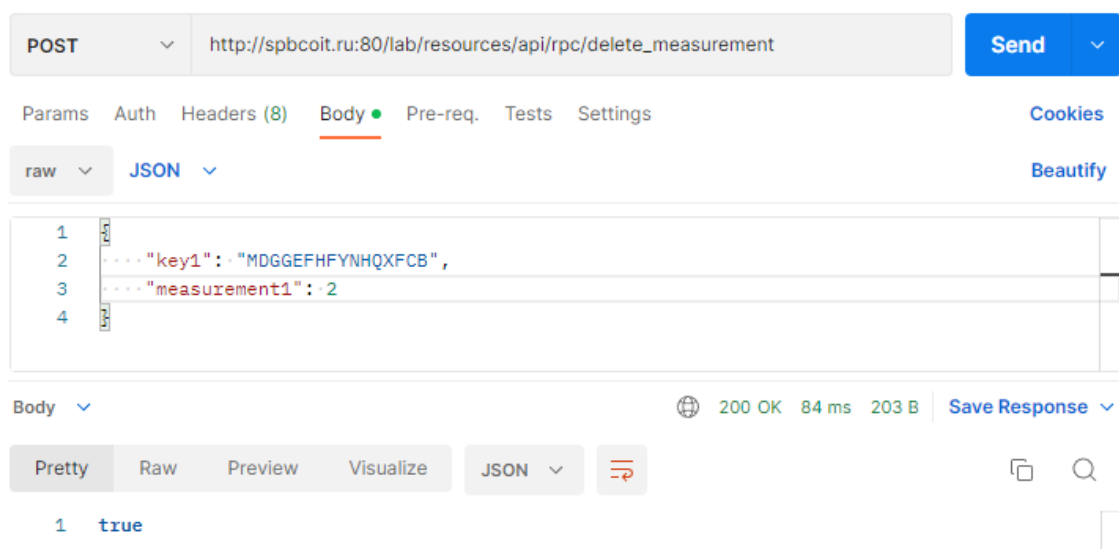 POST http://spbcoit.ru:80/lab/resources/api/rpc/delete_measurement Send
Params Auth Headers (8) Body Pre-req. Tests Settings Cookies
raw JSON Beautify
1 {
2 "key1": "MDGGEFHFYNHQXFCB",
3 "measurement1": 2
4 }
Body 200 OK 84 ms 203 B Save Response
Pretty Raw Preview Visualize JSON
1 true